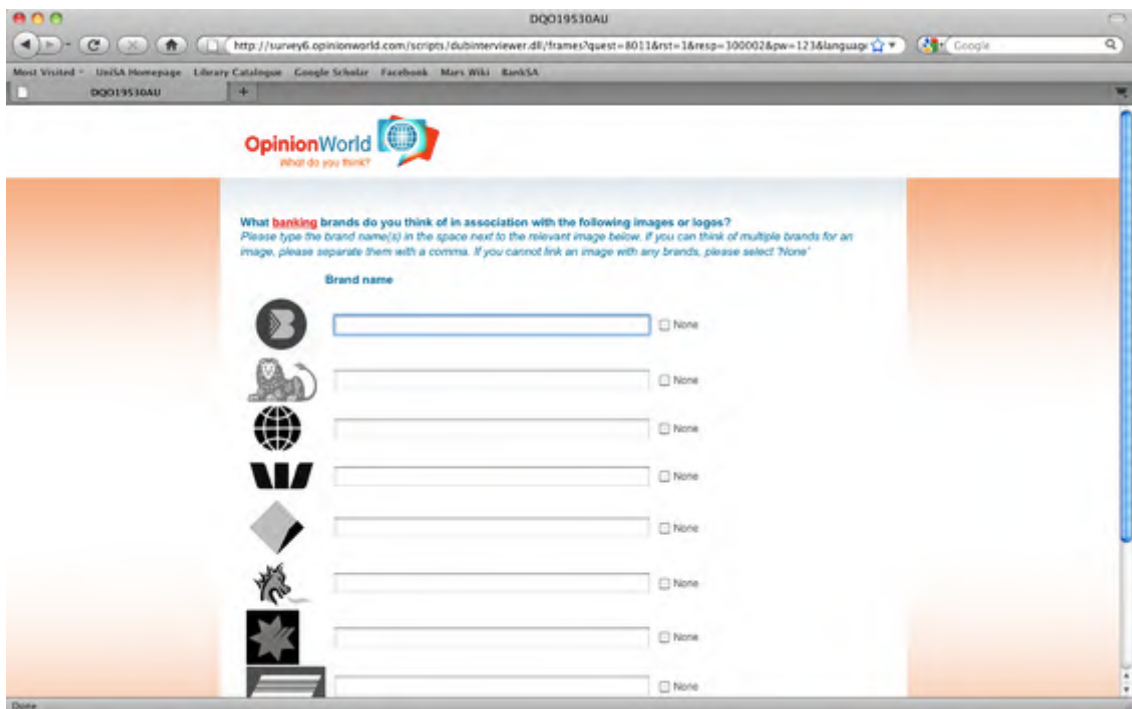 DQO19530AU
http://survey6.opinionworld.com/scripts/dubinterviewer.dll/frames?quest=8011&rst=1&resp=100002&pw=123&languag
Google
Most Visited UniSA Homepage Library Catalogue Google Scholar Facebook Mars Wiki BankSA
DQO19530AU
OpinionWorld
What do you think?
What banking brands do you think of in association with the following images or logos?
Please type the brand name(s) in the space next to the relevant image below. If you can think of multiple brands for an
image, please separate them with a comma. If you cannot link an image with any brands, please select 'None'
Brand name
None
None
None
None
None
None
None
None
Done